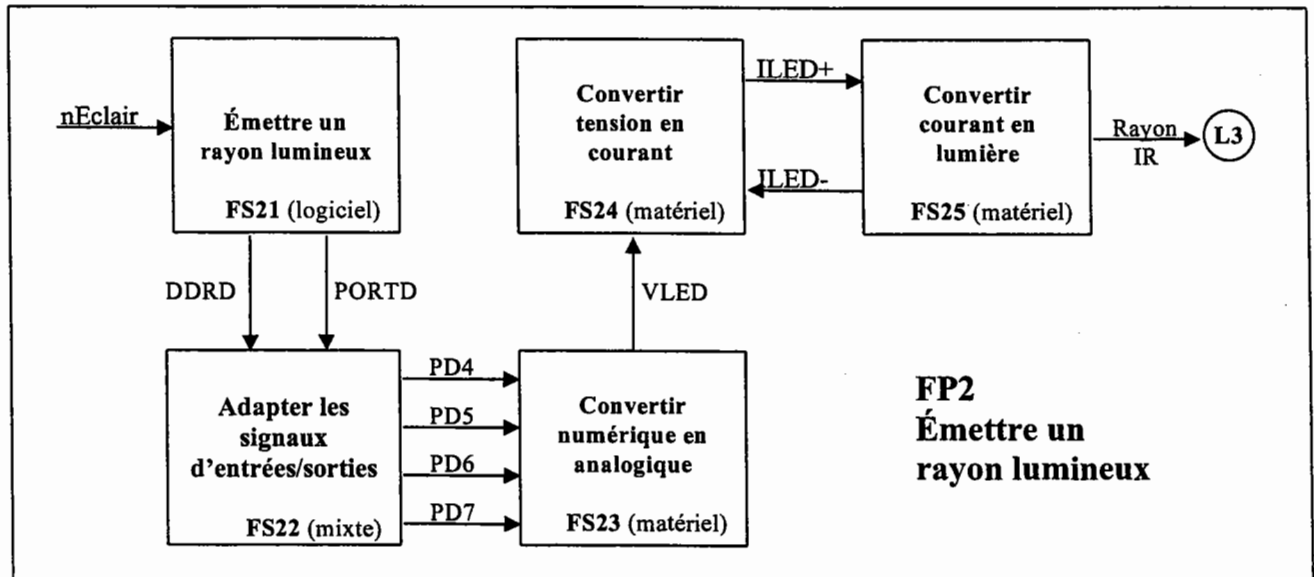 nEclair
Émettre un
rayon lumineux
FS21 (logiciel)
DDRD
PORTD
Adapter les
signaux
d'entrées/sorties
FS22 (mixte)
PD4
PD5
PD6
PD7
Convertir
numérique en
analogique
FS23 (matériel)
VLED
Convertir
tension en
courant
FS24 (matériel)
ILED+
ILED-
Convertir
courant en
lumière
FS25 (matériel)
Rayon
IR
L3
FP2
Émettre un
rayon lumineux